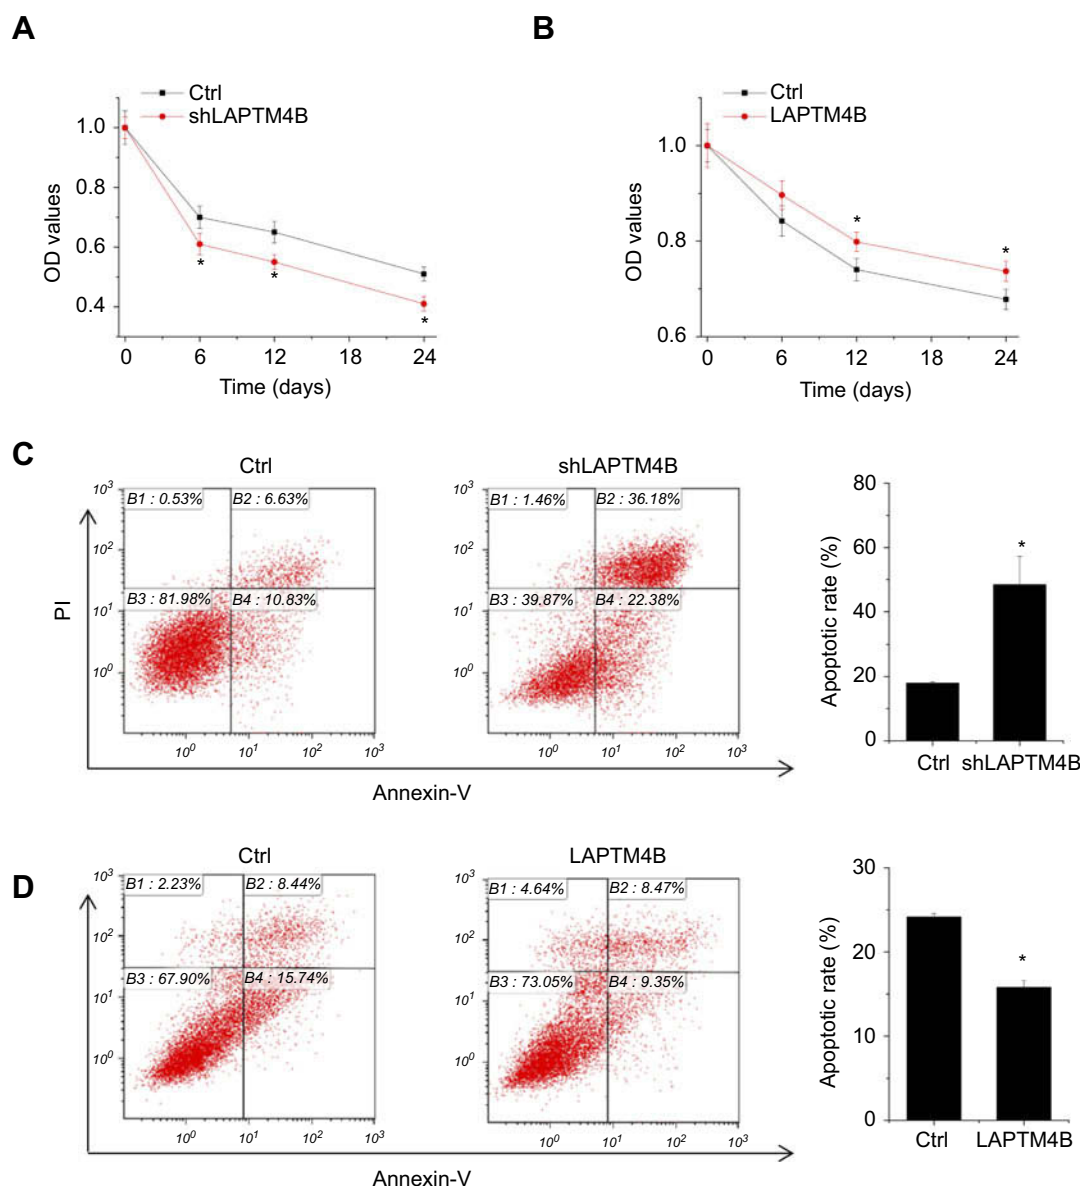 A
Ctrl
shLAPTM4B
1.0
0.8
0.6
0.4
OD values
*
*
*
0 6 12 18 24
Time (days)
B
Ctrl
LAPTM4B
1.0
0.8
0.6
OD values
*
*
0 6 12 18 24
Time (days)
C
Ctrl
10³
10²
10¹
10⁰
B1 : 0.53%
B2 : 6.63%
B3 : 81.98%
B4 : 10.83%
10⁰ 10¹ 10² 10³
PI
shLAPTM4B
10³
10²
10¹
10⁰
B1 : 1.46%
B2 : 36.18%
B3 : 39.87%
B4 : 22.38%
10⁰ 10¹ 10² 10³
Annexin-V
80
60
40
20
0
Apoptotic rate (%)
*
Ctrl shLAPTM4B
D
Ctrl
10³
10²
10¹
10⁰
B1 : 2.23%
B2 : 8.44%
B3 : 67.90%
B4 : 15.74%
10⁰ 10¹ 10² 10³
LAPTM4B
10³
10²
10¹
10⁰
B1 : 4.64%
B2 : 8.47%
B3 : 73.05%
B4 : 9.35%
10⁰ 10¹ 10² 10³
Annexin-V
30
20
10
0
Apoptotic rate (%)
*
Ctrl LAPTM4B